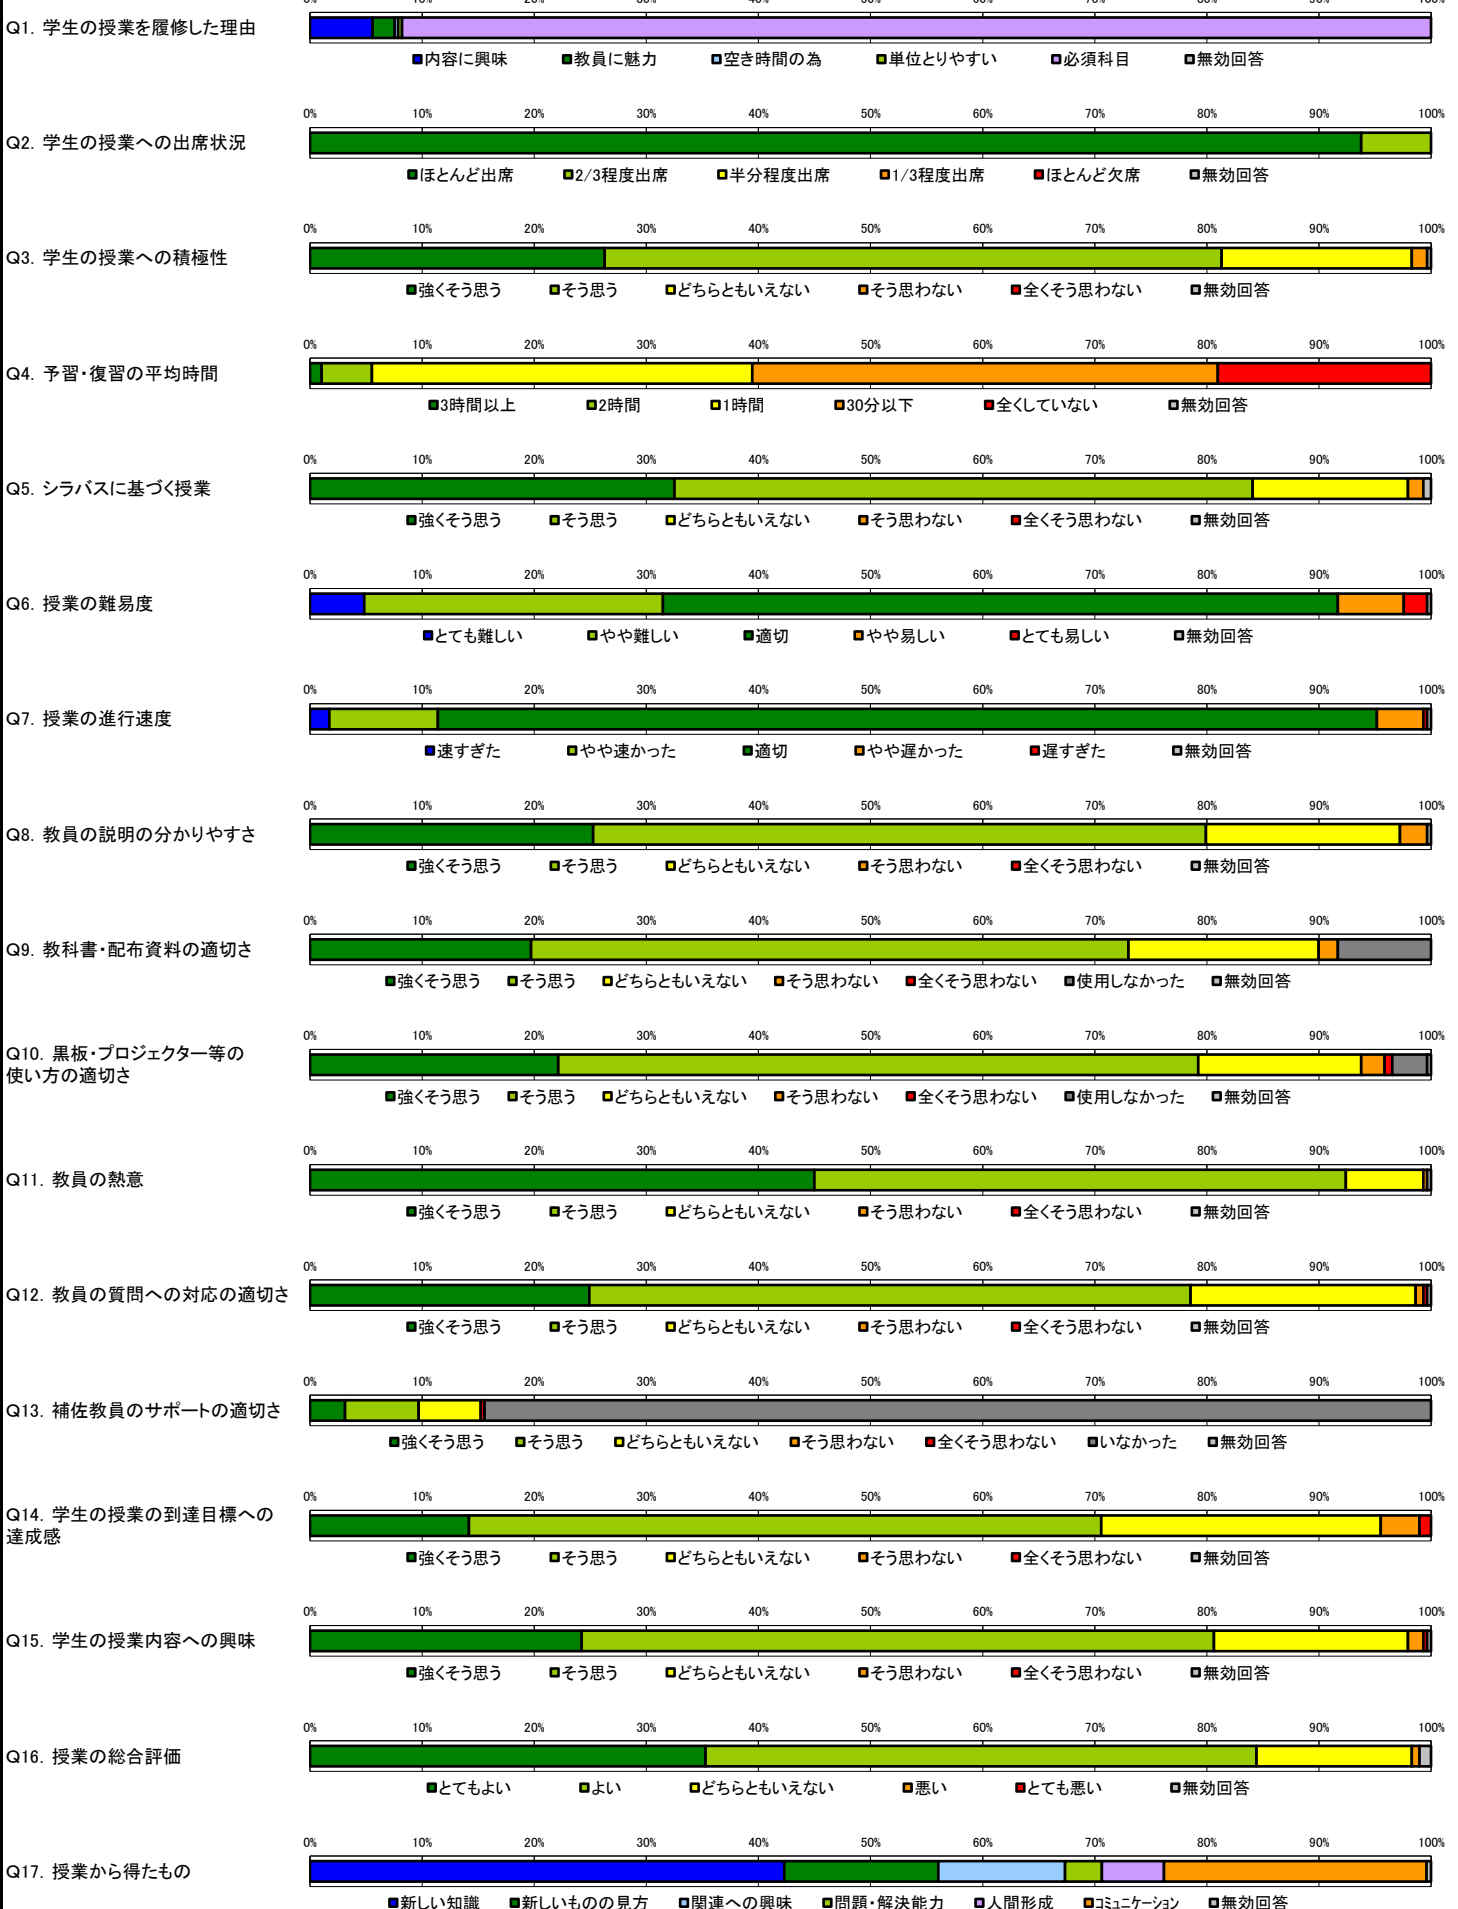 0% 10% 20% 30% 40% 50% 60% 70% 80% 90% 100%
Q1. 学生の授業を履修した理由
内容に興味 教員に魅力 空き時間の為 単位とりやすい 必須科目 無効回答
0% 10% 20% 30% 40% 50% 60% 70% 80% 90% 100%
Q2. 学生の授業への出席状況
ほとんど出席 2/3程度出席 半分程度出席 1/3程度出席 ほとんど欠席 無効回答
0% 10% 20% 30% 40% 50% 60% 70% 80% 90% 100%
Q3. 学生の授業への積極性
強くそう思う そう思う どちらともいえない そう思わない 全くそう思わない 無効回答
0% 10% 20% 30% 40% 50% 60% 70% 80% 90% 100%
Q4. 予習・復習の平均時間
3時間以上 2時間 1時間 30分以下 全くしていない 無効回答
0% 10% 20% 30% 40% 50% 60% 70% 80% 90% 100%
Q5. シラバスに基づく授業
強くそう思う そう思う どちらともいえない そう思わない 全くそう思わない 無効回答
0% 10% 20% 30% 40% 50% 60% 70% 80% 90% 100%
Q6. 授業の難易度
とても難しい やや難しい 適切 やや易しい とても易しい 無効回答
0% 10% 20% 30% 40% 50% 60% 70% 80% 90% 100%
Q7. 授業の進行速度
速すぎた やや速かった 適切 やや遅かった 遅すぎた 無効回答
0% 10% 20% 30% 40% 50% 60% 70% 80% 90% 100%
Q8. 教員の説明の分かりやすさ
強くそう思う そう思う どちらともいえない そう思わない 全くそう思わない 無効回答
0% 10% 20% 30% 40% 50% 60% 70% 80% 90% 100%
Q9. 教科書・配布資料の適切さ
強くそう思う そう思う どちらともいえない そう思わない 全くそう思わない 使用しなかった 無効回答
0% 10% 20% 30% 40% 50% 60% 70% 80% 90% 100%
Q10. 黒板・プロジェクター等の
使い方の適切さ
強くそう思う そう思う どちらともいえない そう思わない 全くそう思わない 使用しなかった 無効回答
0% 10% 20% 30% 40% 50% 60% 70% 80% 90% 100%
Q11. 教員の熱意
強くそう思う そう思う どちらともいえない そう思わない 全くそう思わない 無効回答
0% 10% 20% 30% 40% 50% 60% 70% 80% 90% 100%
Q12. 教員の質問への対応の適切さ
強くそう思う そう思う どちらともいえない そう思わない 全くそう思わない 無効回答
0% 10% 20% 30% 40% 50% 60% 70% 80% 90% 100%
Q13. 補佐教員のサポートの適切さ
強くそう思う そう思う どちらともいえない そう思わない 全くそう思わない いなかった 無効回答
0% 10% 20% 30% 40% 50% 60% 70% 80% 90% 100%
Q14. 学生の授業の到達目標への
達成感
強くそう思う そう思う どちらともいえない そう思わない 全くそう思わない 無効回答
0% 10% 20% 30% 40% 50% 60% 70% 80% 90% 100%
Q15. 学生の授業内容への興味
強くそう思う そう思う どちらともいえない そう思わない 全くそう思わない 無効回答
0% 10% 20% 30% 40% 50% 60% 70% 80% 90% 100%
Q16. 授業の総合評価
とてもよい よい どちらともいえない 悪い とても悪い 無効回答
0% 10% 20% 30% 40% 50% 60% 70% 80% 90% 100%
Q17. 授業から得たもの
新しい知識 新しいものの見方 関連への興味 問題・解決能力 人間形成 コミュニケーション 無効回答